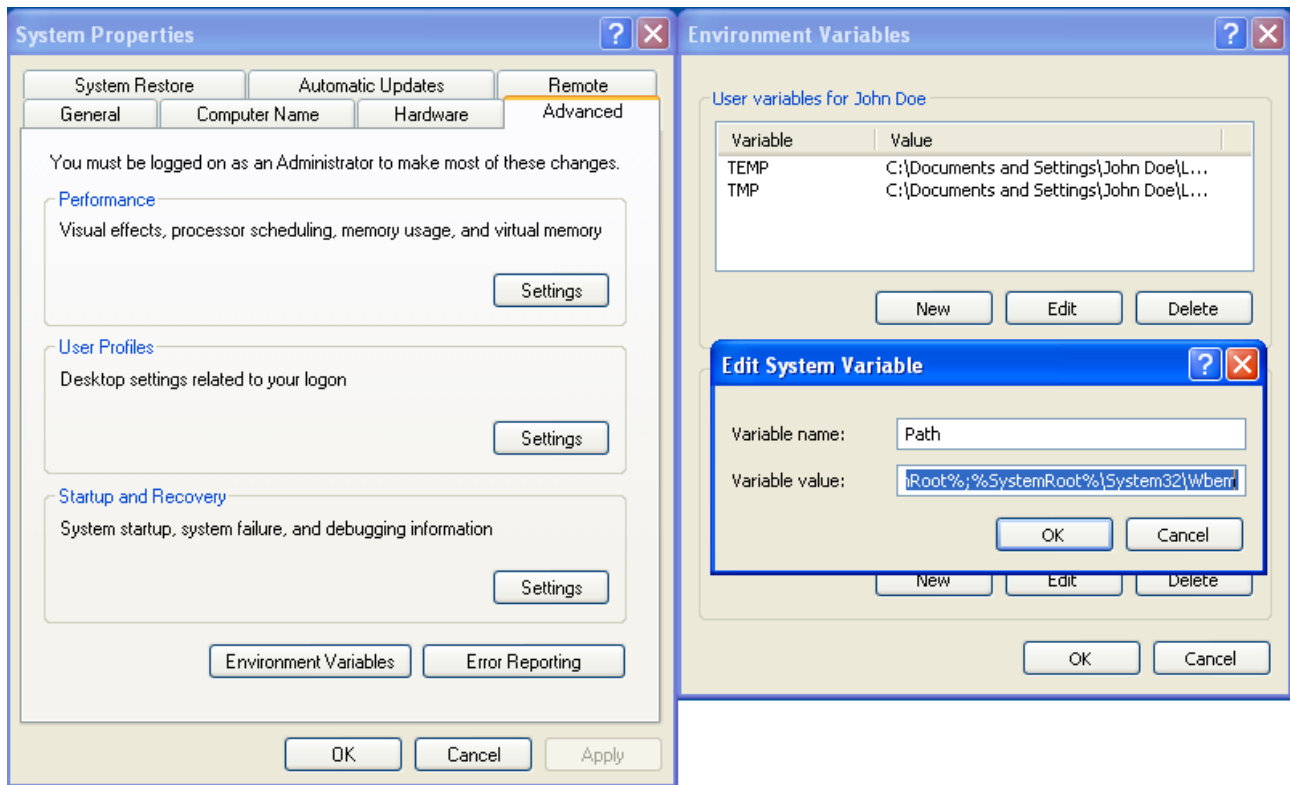 System Properties
System Restore Automatic Updates Remote
General Computer Name Hardware Advanced
You must be logged on as an Administrator to make most of these changes.
Performance
Visual effects, processor scheduling, memory usage, and virtual memory
Settings
User Profiles
Desktop settings related to your logon
Settings
Startup and Recovery
System startup, system failure, and debugging information
Settings
Environment Variables Error Reporting
OK Cancel Apply
Environment Variables
User variables for John Doe
Variable Value
TEMP C:\Documents and Settings\John Doe\L...
TMP C:\Documents and Settings\John Doe\L...
New Edit Delete
Edit System Variable
Variable name: Path
Variable value: Root%;%SystemRoot%\System32\Wbem
OK Cancel
New Edit Delete
OK Cancel